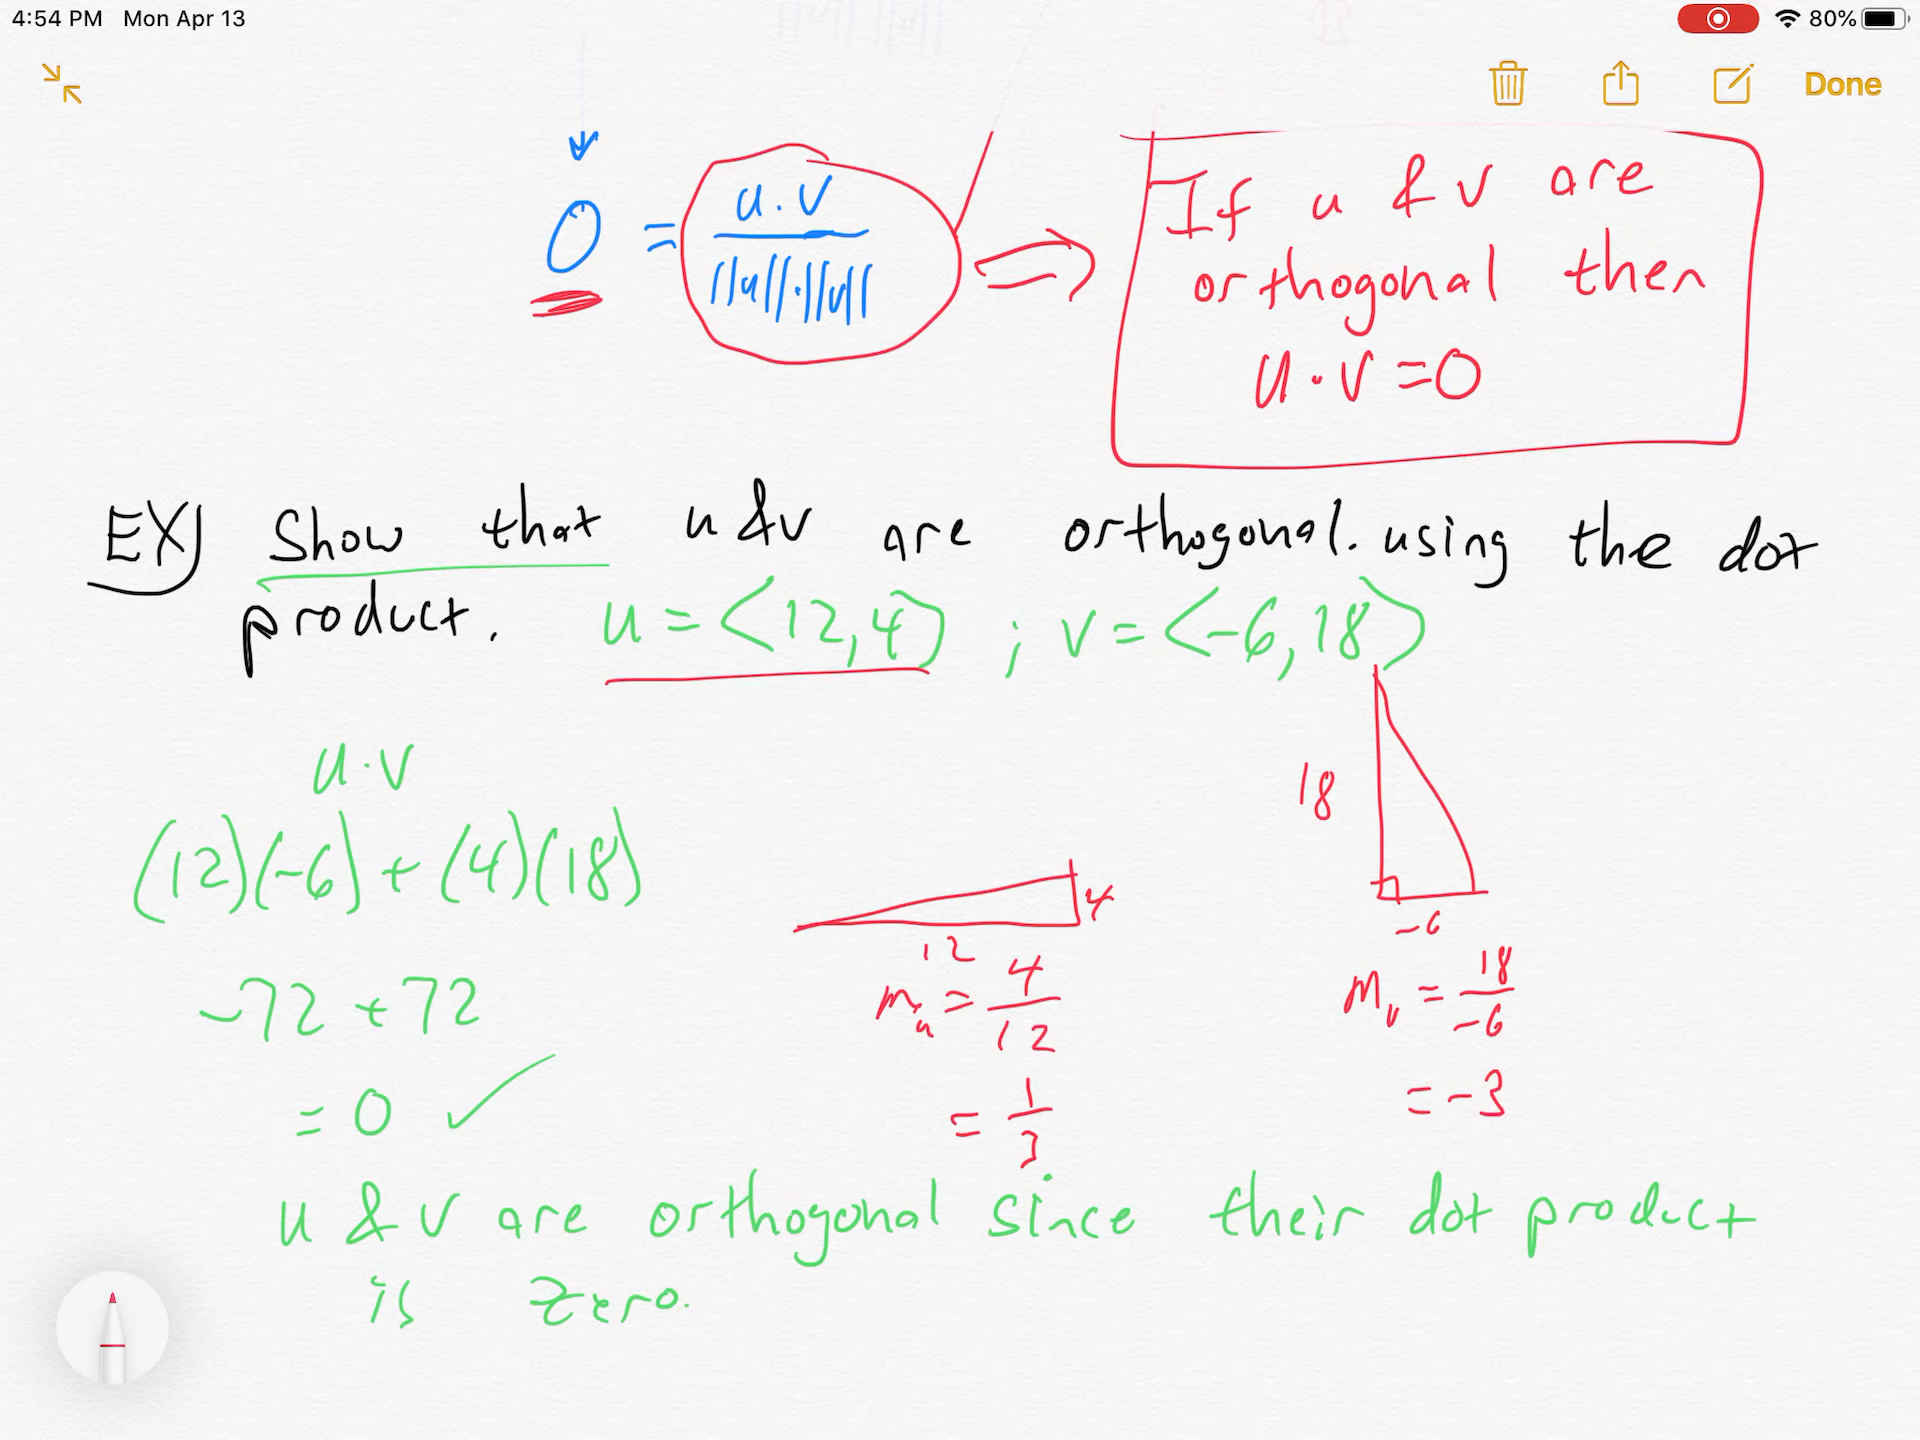 4:54 PM Mon Apr 13
80%
Done
0 = u·v / ||u||·||v||
If u & v are
orthogonal then
u·v=0
EX) Show that u & v are orthogonal. using the dot
product. u = <12,4> ; v = <-6,18>
u·v
18
(12)(-6) + (4)(18)
4
-6
12
-72 + 72
m_u = 4/12
m_v = 18/-6
= 0 ✓
= 1/3
= -3
u & v are orthogonal since their dot product
is zero.